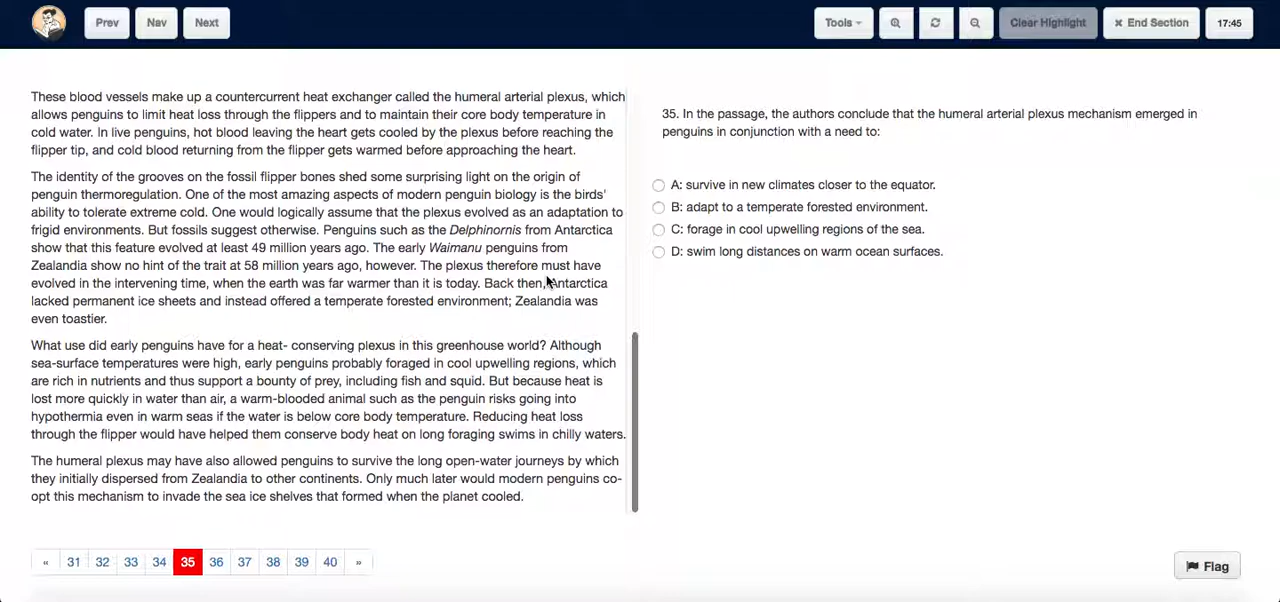 Prev Nav Next Tools Clear Highlight × End Section 17:45
These blood vessels make up a countercurrent heat exchanger called the humeral arterial plexus, which
allows penguins to limit heat loss through the flippers and to maintain their core body temperature in
cold water. In live penguins, hot blood leaving the heart gets cooled by the plexus before reaching the
flipper tip, and cold blood returning from the flipper gets warmed before approaching the heart.
The identity of the grooves on the fossil flipper bones shed some surprising light on the origin of
penguin thermoregulation. One of the most amazing aspects of modern penguin biology is the birds'
ability to tolerate extreme cold. One would logically assume that the plexus evolved as an adaptation to
frigid environments. But fossils suggest otherwise. Penguins such as the Delphinornis from Antarctica
show that this feature evolved at least 49 million years ago. The early Waimanu penguins from
Zealandia show no hint of the trait at 58 million years ago, however. The plexus therefore must have
evolved in the intervening time, when the earth was far warmer than it is today. Back then, Antarctica
lacked permanent ice sheets and instead offered a temperate forested environment; Zealandia was
even toastier.
What use did early penguins have for a heat- conserving plexus in this greenhouse world? Although
sea-surface temperatures were high, early penguins probably foraged in cool upwelling regions, which
are rich in nutrients and thus support a bounty of prey, including fish and squid. But because heat is
lost more quickly in water than air, a warm-blooded animal such as the penguin risks going into
hypothermia even in warm seas if the water is below core body temperature. Reducing heat loss
through the flipper would have helped them conserve body heat on long foraging swims in chilly waters.
The humeral plexus may have also allowed penguins to survive the long open-water journeys by which
they initially dispersed from Zealandia to other continents. Only much later would modern penguins co-
opt this mechanism to invade the sea ice shelves that formed when the planet cooled.
35. In the passage, the authors conclude that the humeral arterial plexus mechanism emerged in
penguins in conjunction with a need to:
A: survive in new climates closer to the equator.
B: adapt to a temperate forested environment.
C: forage in cool upwelling regions of the sea.
D: swim long distances on warm ocean surfaces.
« 31 32 33 34 35 36 37 38 39 40 »
Flag